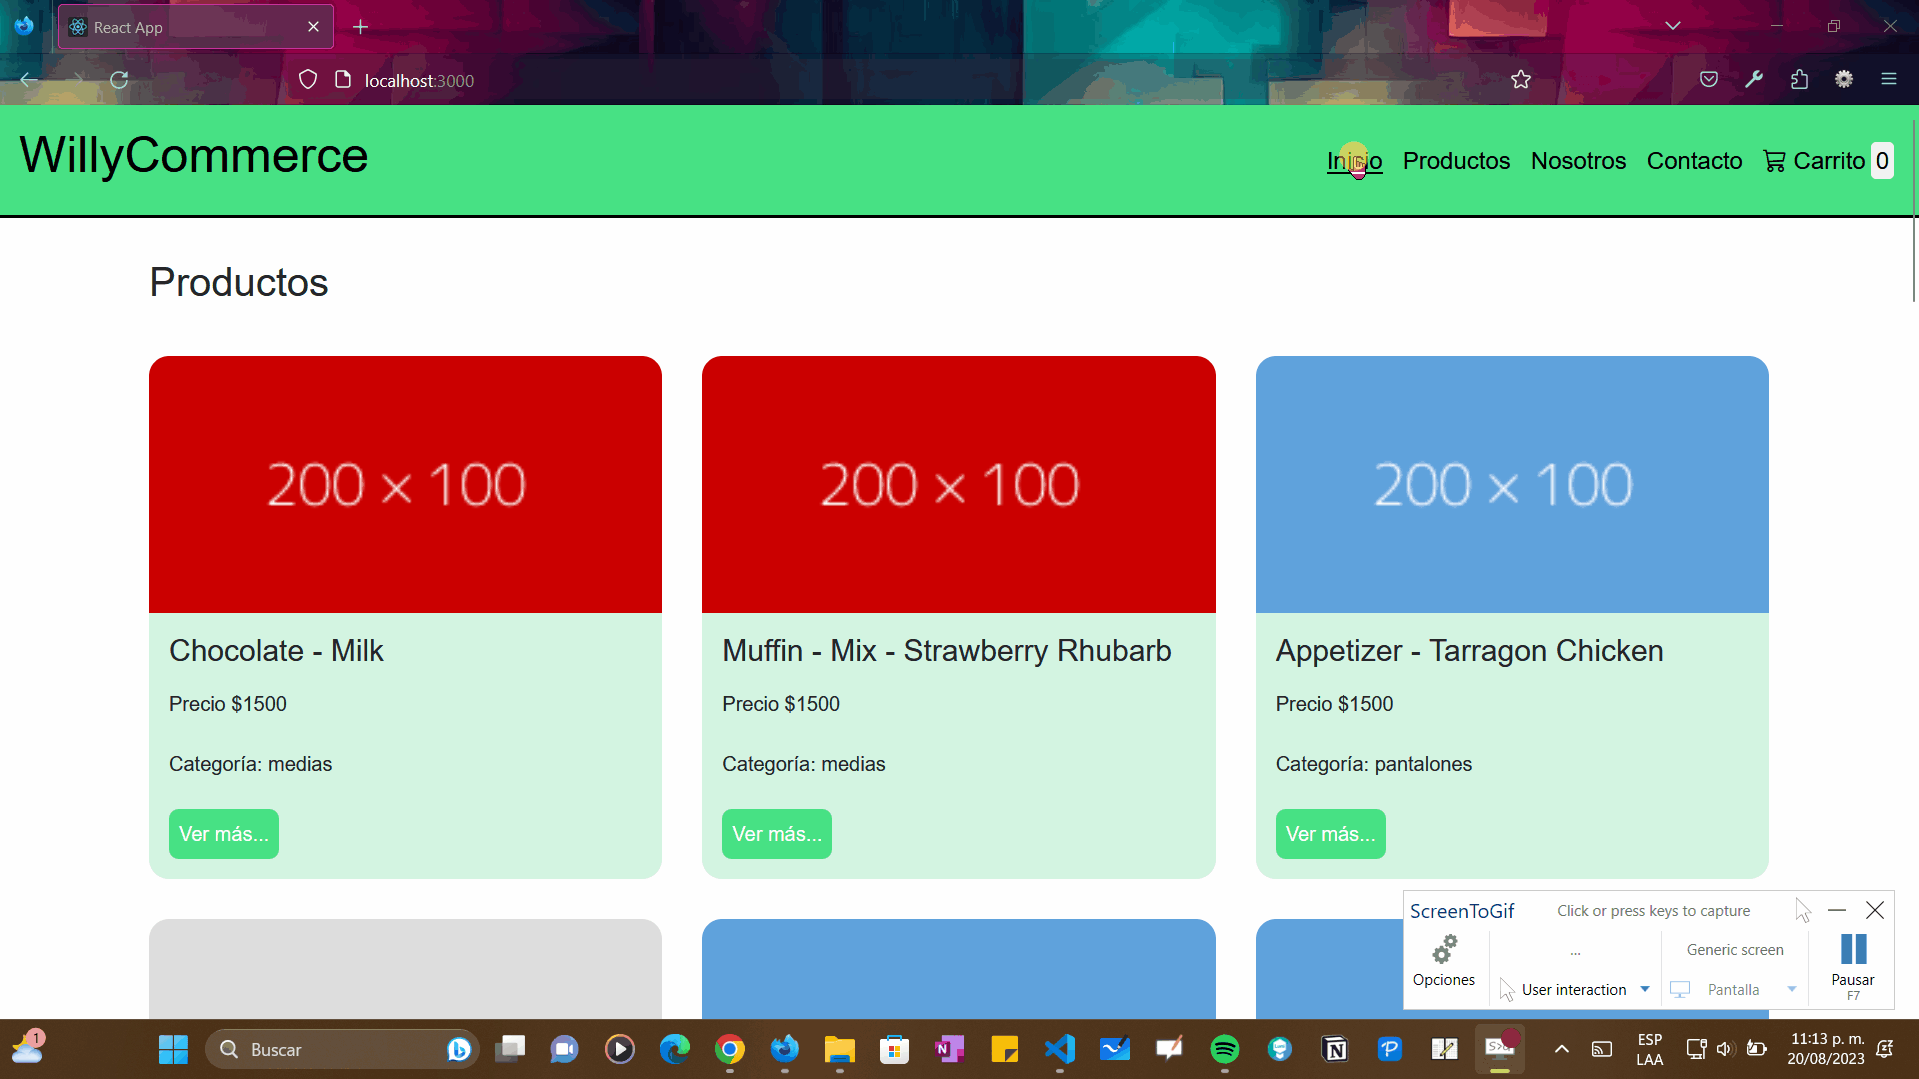 React App
localhost:3000
WillyCommerce
Inicio Productos Nosotros Contacto Carrito 0
Productos
200 × 100
200 × 100
200 × 100
Chocolate - Milk
Precio $1500
Categoría: medias
Ver más...
Muffin - Mix - Strawberry Rhubarb
Precio $1500
Categoría: medias
Ver más...
Appetizer - Tarragon Chicken
Precio $1500
Categoría: pantalones
Ver más...
ScreenToGif Click or press keys to capture
... Generic screen
Opciones User interaction Pantalla Pausar
F7
1
Buscar
ESP
LAA
11:13 p. m.
20/08/2023